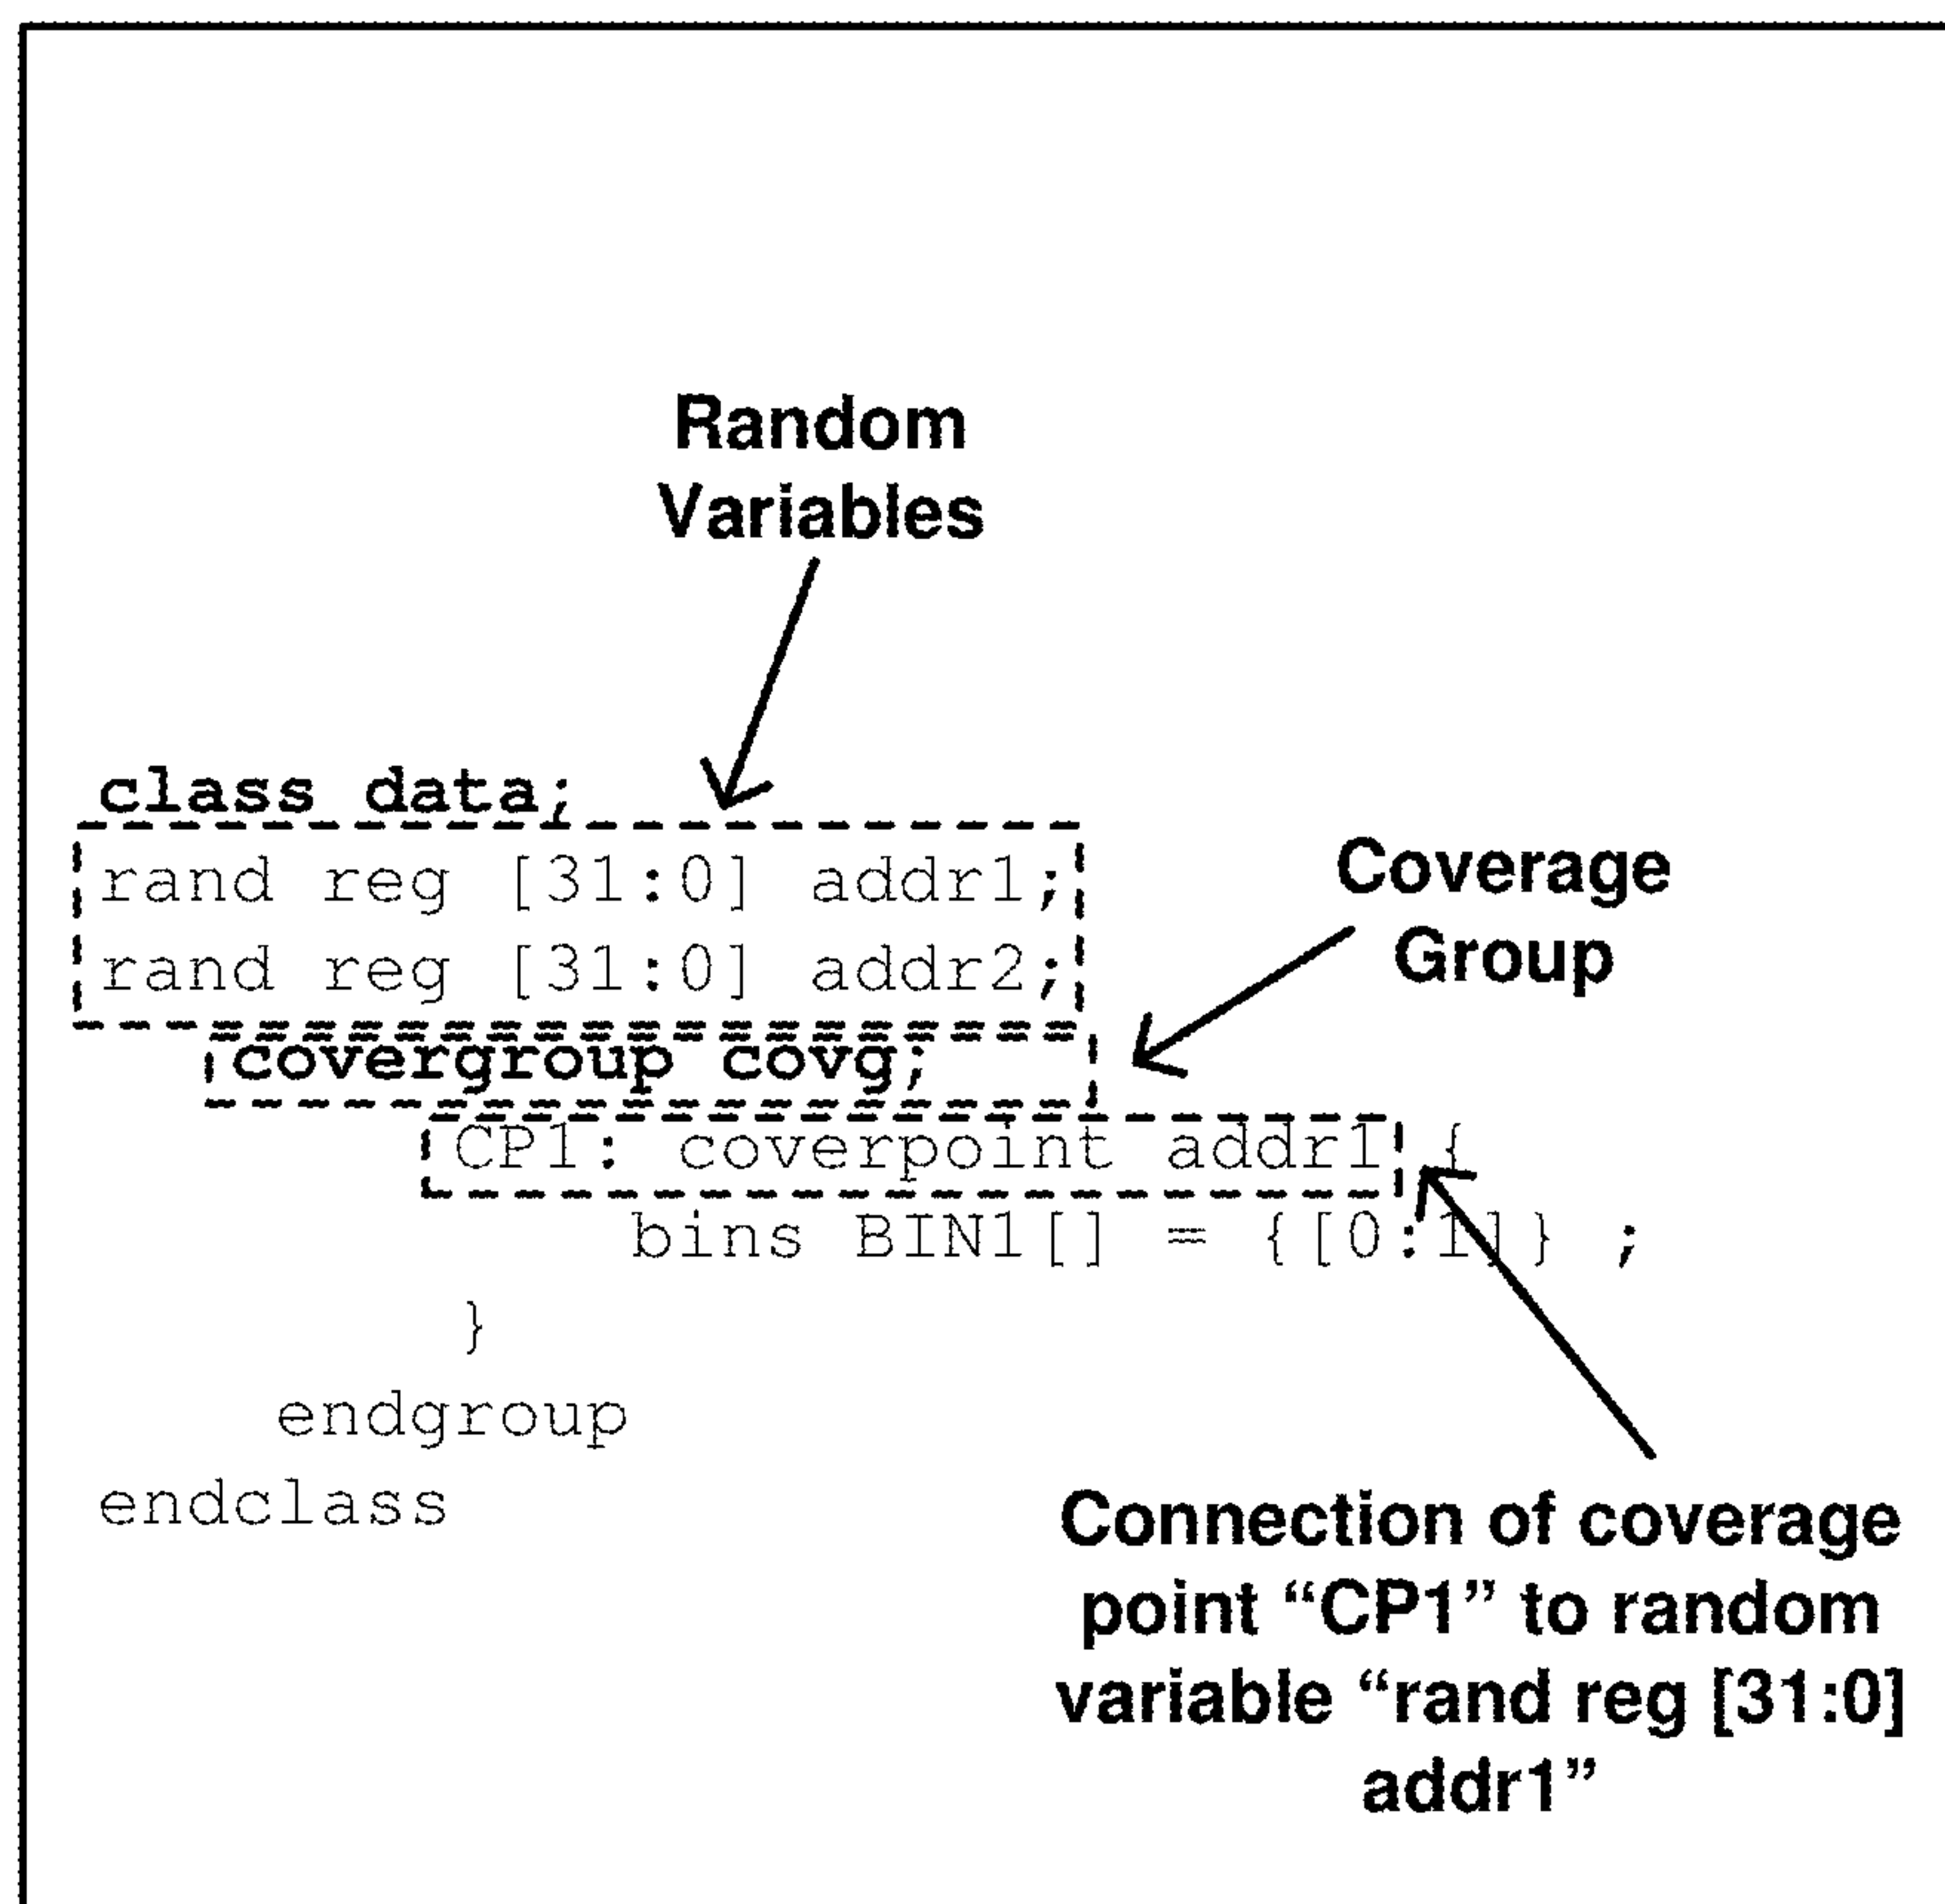 Random
Variables
class data;
rand reg [31:0] addr1;
rand reg [31:0] addr2;
Coverage
Group
covergroup covg;
CP1: coverpoint addr1 {
bins BIN1[] = {[0:1]} ;
}
endgroup
endclass
Connection of coverage
point “CP1” to random
variable “rand reg [31:0]
addr1”